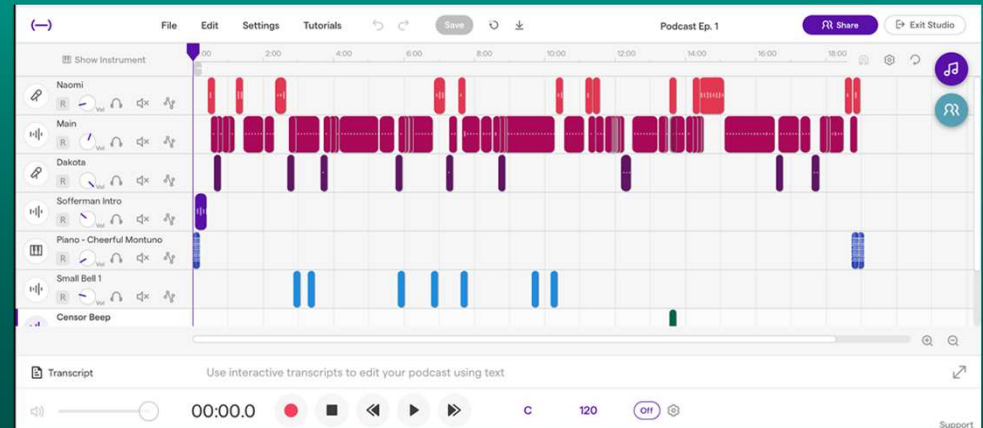 File Edit Settings Tutorials Save Podcast Ep. 1 Share Exit Studio
Show Instrument :00 2:00 4:00 6:00 8:00 10:00 12:00 14:00 16:00 18:00
Naomi
R Vol
Main
R Vol
Dakota
R Vol
Sofferman Intro
R Vol
Piano - Cheerful Montuno
R Vol
Small Bell 1
R Vol
Censor Beep
Transcript Use interactive transcripts to edit your podcast using text
00:00.0 C 120 Off
Support